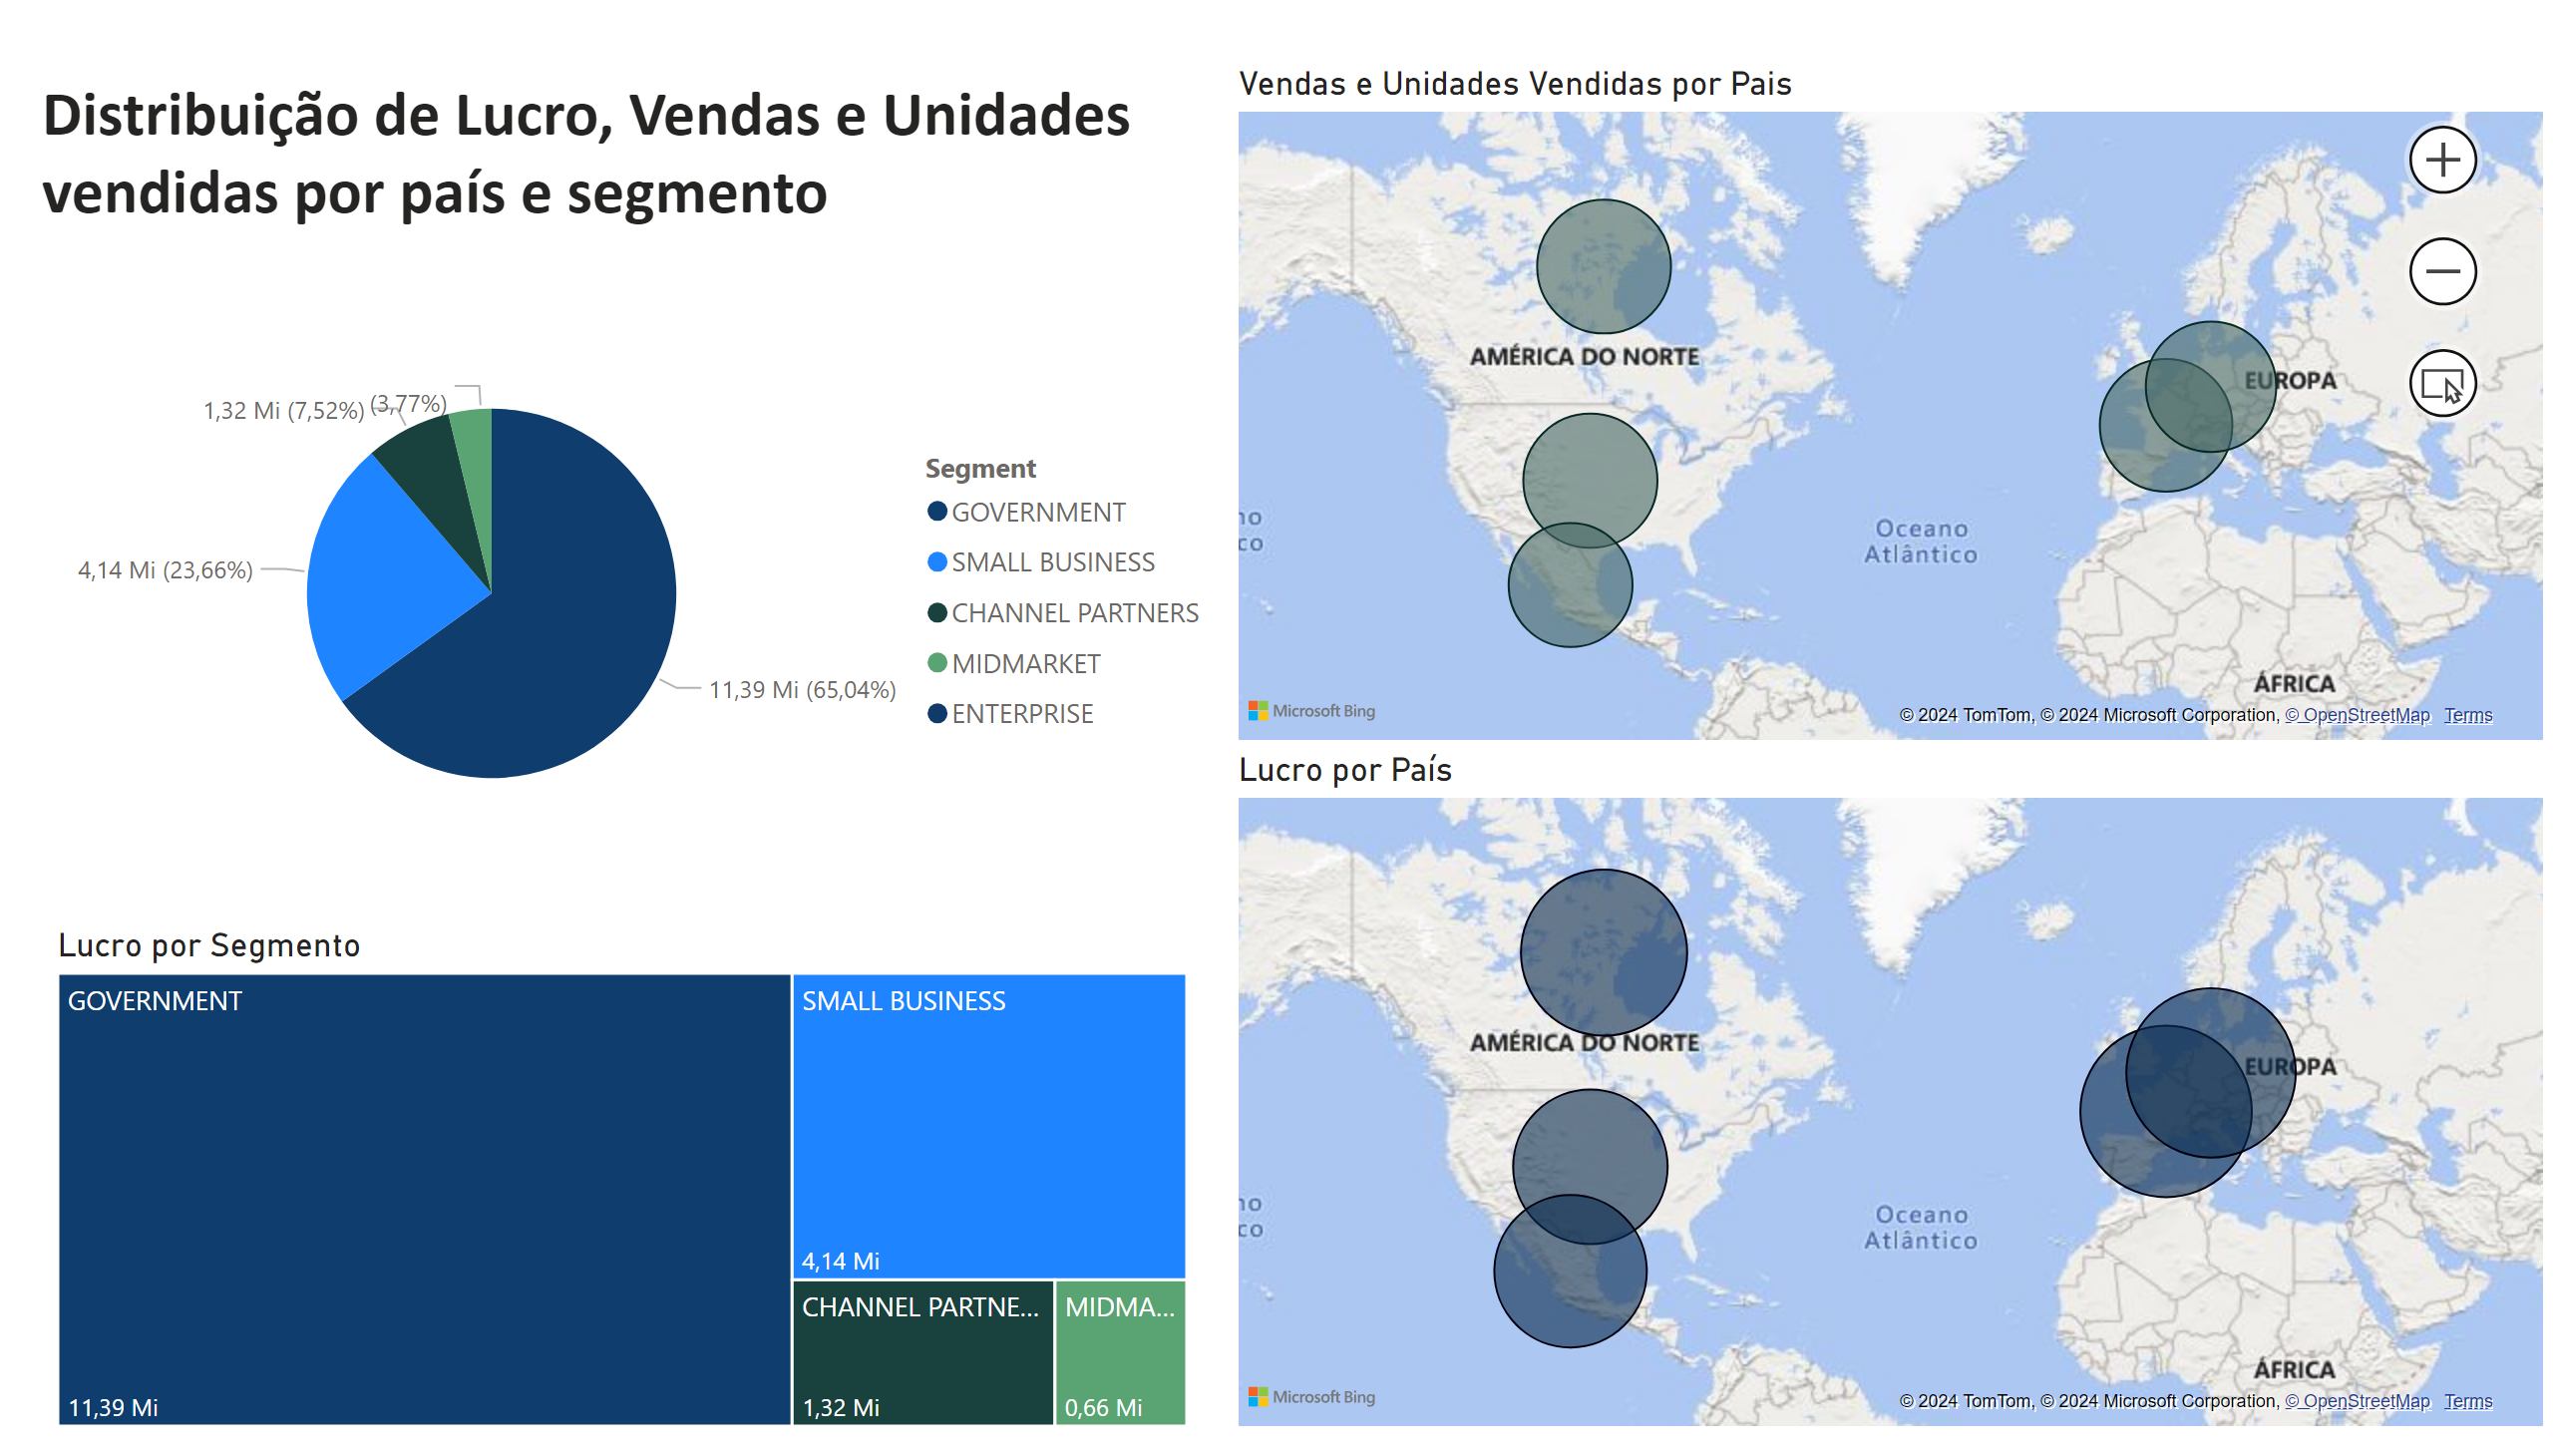 Distribuição de Lucro, Vendas e Unidades
vendidas por país e segmento
1,32 Mi (7,52%)
(3,77%)
4,14 Mi (23,66%)
11,39 Mi (65,04%)
Segment
GOVERNMENT
SMALL BUSINESS
CHANNEL PARTNERS
MIDMARKET
ENTERPRISE
Lucro por Segmento
GOVERNMENT
11,39 Mi
SMALL BUSINESS
4,14 Mi
CHANNEL PARTNE...
1,32 Mi
MIDMA...
0,66 Mi
Vendas e Unidades Vendidas por Pais
AMÉRICA DO NORTE
EUROPA
no
co
Oceano
Atlântico
ÁFRICA
Microsoft Bing
© 2024 TomTom, © 2024 Microsoft Corporation, © OpenStreetMap Terms
Lucro por País
AMÉRICA DO NORTE
EUROPA
no
co
Oceano
Atlântico
ÁFRICA
Microsoft Bing
© 2024 TomTom, © 2024 Microsoft Corporation, © OpenStreetMap Terms